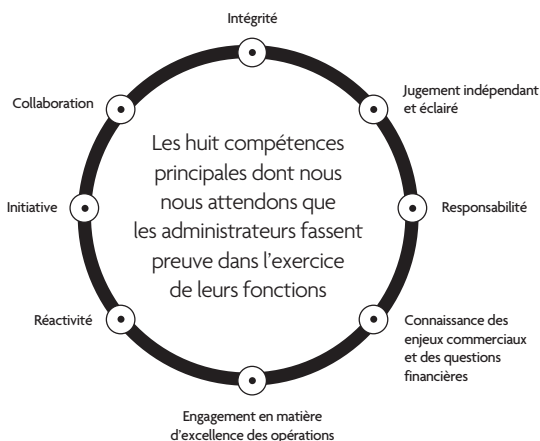 Intégrité
Jugement indépendant
et éclairé
Collaboration
Les huit compétences
principales dont nous
nous attendons que
les administrateurs fassent
preuve dans l'exercice
de leurs fonctions
Initiative
Responsabilité
Réactivité
Connaissance des
enjeux commerciaux
et des questions
financières
Engagement en matière
d'excellence des opérations